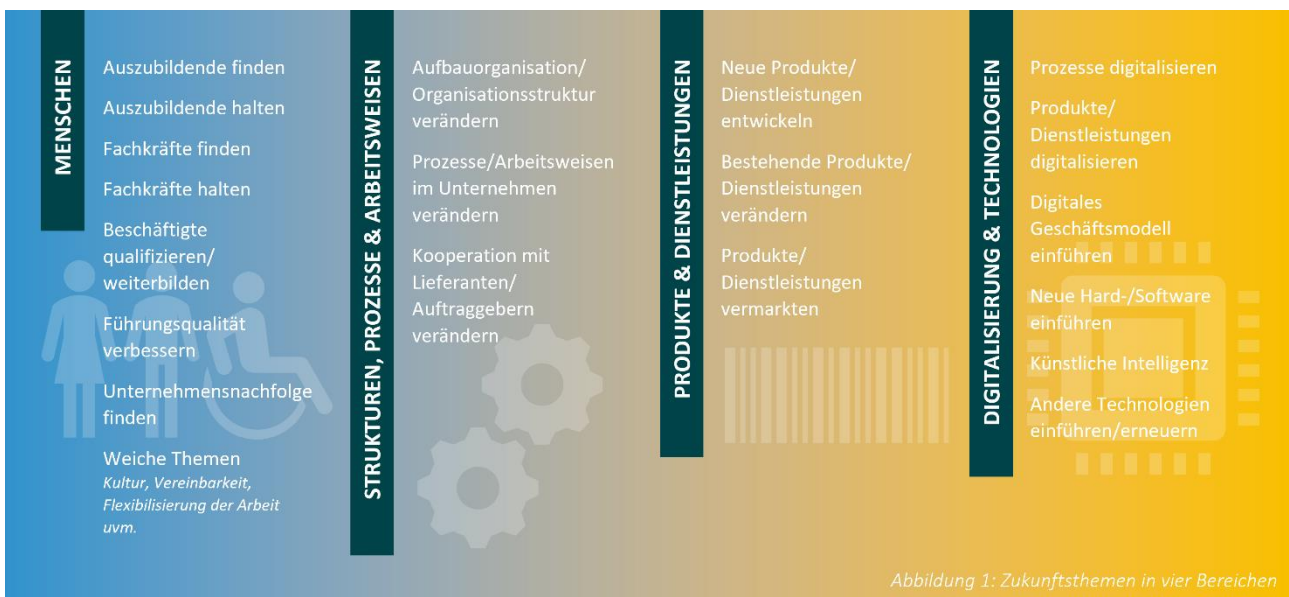 MENSCHEN
Auszubildende finden
Auszubildende halten
Fachkräfte finden
Fachkräfte halten
Beschäftigte
qualifizieren/
weiterbilden
Führungsqualität
verbessern
Unternehmensnachfolge
finden
Weiche Themen
Kultur, Vereinbarkeit,
Flexibilisierung der Arbeit
uvm.
STRUKTUREN, PROZESSE & ARBEITSWEISEN
Aufbauorganisation/
Organisationsstruktur
verändern
Prozesse/Arbeitsweisen
im Unternehmen
verändern
Kooperation mit
Lieferanten/
Auftraggebern
verändern
PRODUKTE & DIENSTLEISTUNGEN
Neue Produkte/
Dienstleistungen
entwickeln
Bestehende Produkte/
Dienstleistungen
verändern
Produkte/
Dienstleistungen
vermarkten
DIGITALISIERUNG & TECHNOLOGIEN
Prozesse digitalisieren
Produkte/
Dienstleistungen
digitalisieren
Digitales
Geschäftsmodell
einführen
Neue Hard-/Software
einführen
Künstliche Intelligenz
Andere Technologien
einführen/erneuern
Abbildung 1: Zukunftsthemen in vier Bereichen